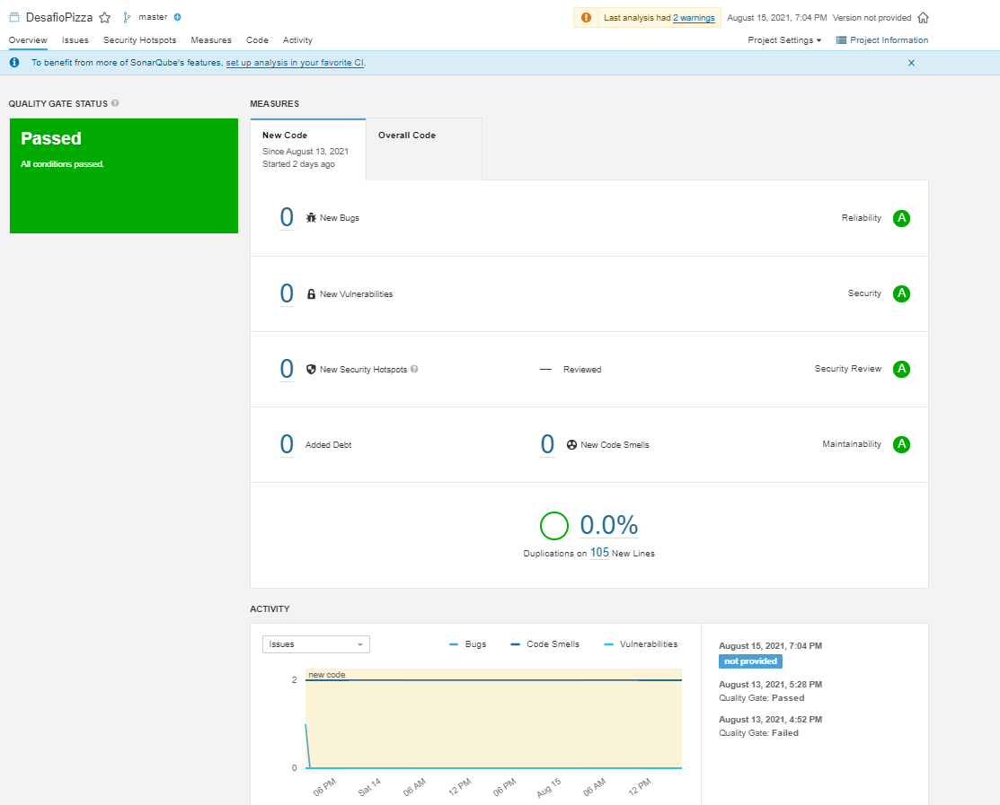 DesafioPizza master Last analysis had 2 warnings August 15, 2021, 7:04 PM Version not provided
Overview Issues Security Hotspots Measures Code Activity Project Settings Project Information
To benefit from more of SonarQube's features, set up analysis in your favorite CI.
QUALITY GATE STATUS
Passed
All conditions passed.
MEASURES
New Code
Since August 13, 2021
Started 2 days ago
Overall Code
0 New Bugs Reliability A
0 New Vulnerabilities Security A
0 New Security Hotspots — Reviewed Security Review A
0 Added Debt 0 New Code Smells Maintainability A
0.0%
Duplications on 105 New Lines
ACTIVITY
Issues Bugs Code Smells Vulnerabilities
new code
2
0
06 PM Sat 14 06 AM 12 PM 06 PM Aug 15 06 AM 12 PM
August 15, 2021, 7:04 PM
not provided
August 13, 2021, 5:28 PM
Quality Gate: Passed
August 13, 2021, 4:52 PM
Quality Gate: Failed